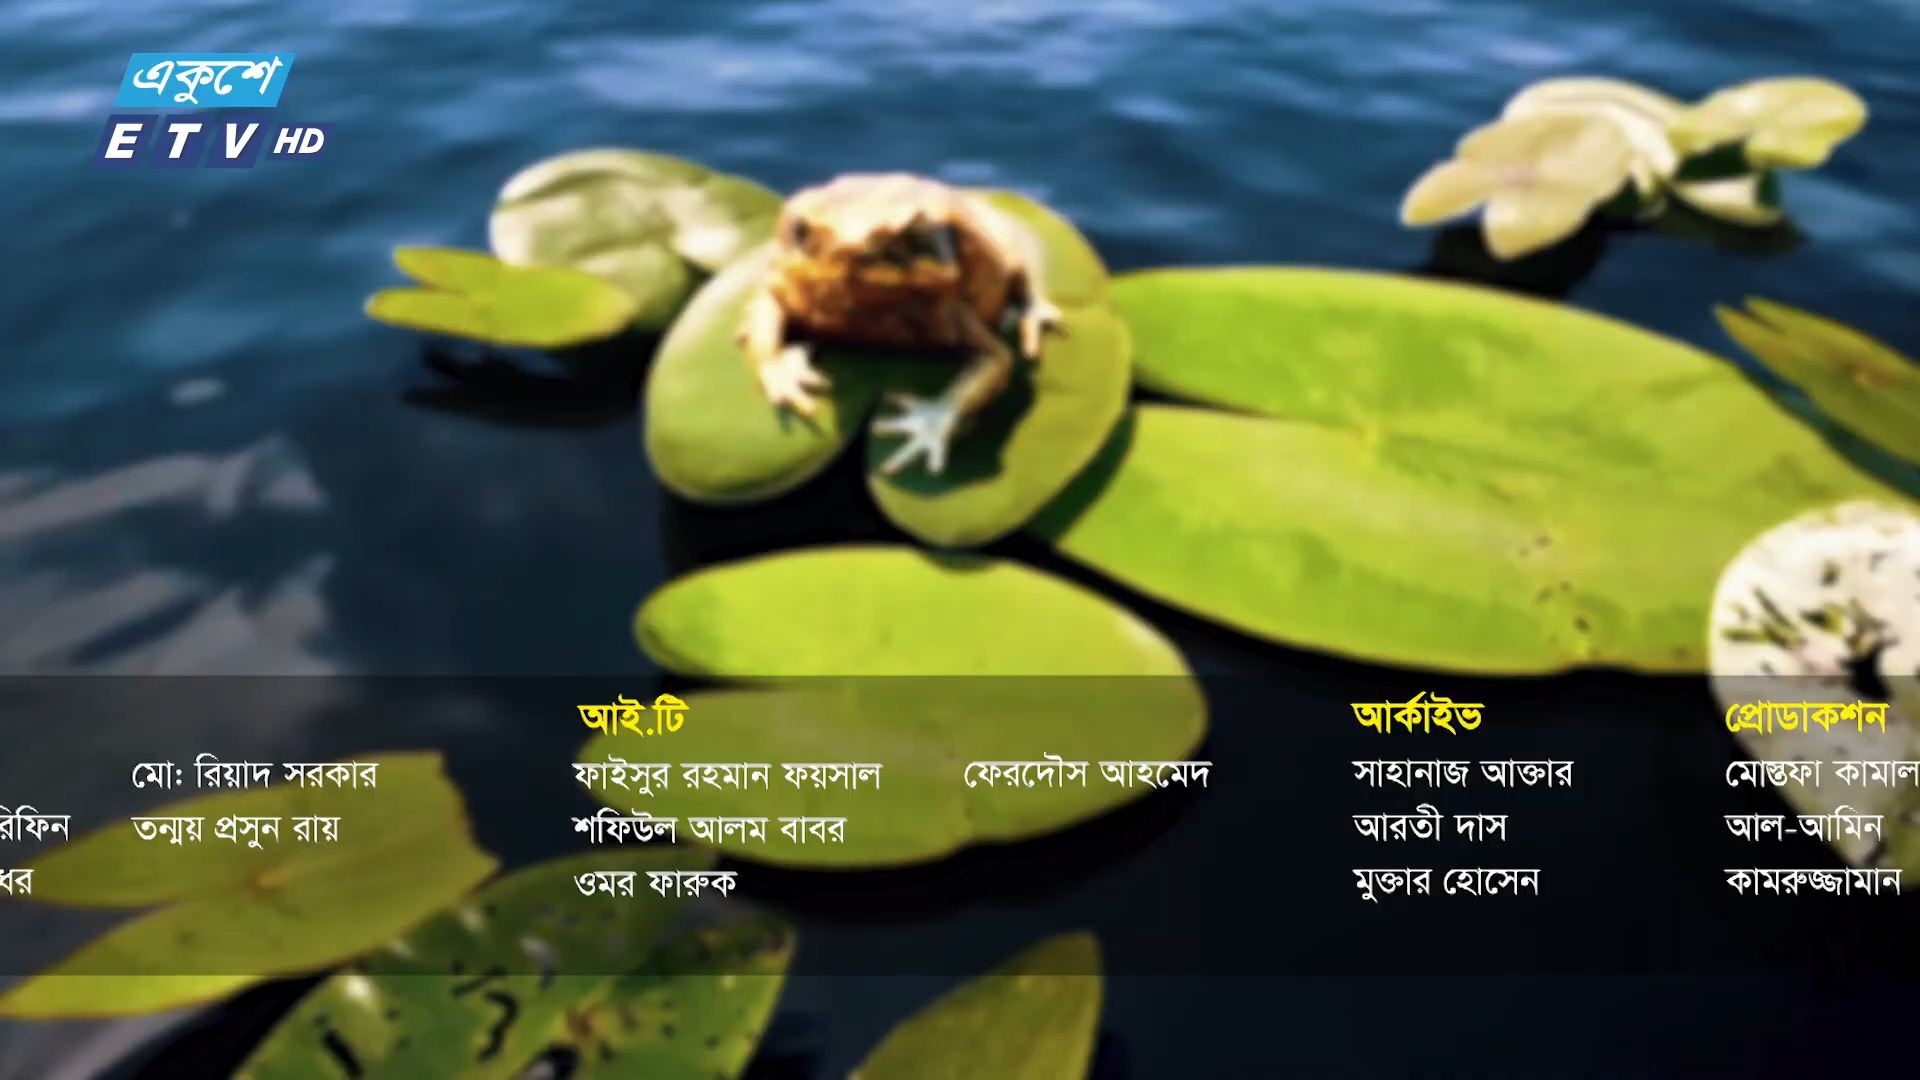 একুশে
ETV HD
মো: রিয়াদ সরকার
তন্ময় প্রসুন রায়
আই.টি
ফাইসুর রহমান ফয়সাল
শফিউল আলম বাবর
ওমর ফারুক
ফেরদৌস আহমেদ
আর্কাইভ
সাহানাজ আক্তার
আরতী দাস
মুক্তার হোসেন
প্রোডাকশন
মোস্তফা কামাল
আল-আমিন
কামরুজ্জামান